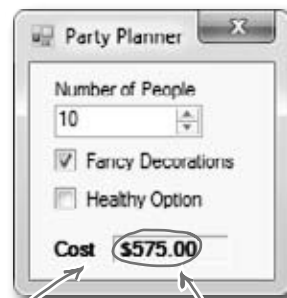 Party Planner
Number of People
10
Fancy Decorations
Healthy Option
Cost $575.00